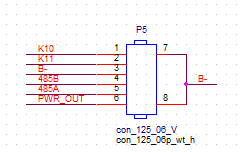 P5
K10 1 7
K11 2
B- 3 B-
485B 4
485A 5
PWR_OUT 6 8
con_125_06_V
con_125_06p_wt_h